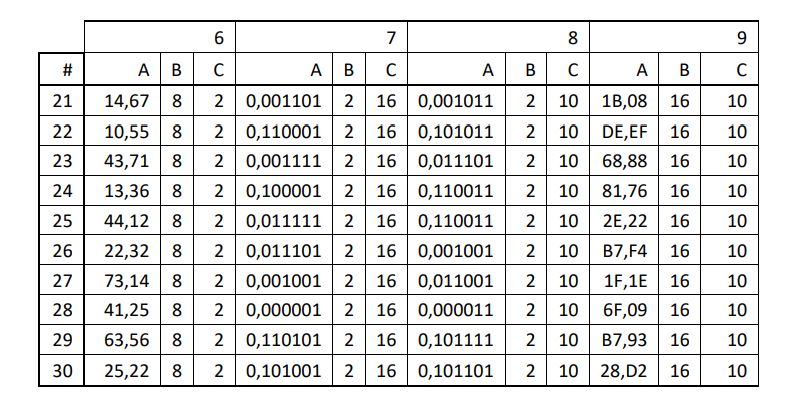 6 7 8 9
# A B C A B C A B C A B C
21 14,67 8 2 0,001101 2 16 0,001011 2 10 1B,08 16 10
22 10,55 8 2 0,110001 2 16 0,101011 2 10 DE,EF 16 10
23 43,71 8 2 0,001111 2 16 0,011101 2 10 68,88 16 10
24 13,36 8 2 0,100001 2 16 0,110011 2 10 81,76 16 10
25 44,12 8 2 0,011111 2 16 0,110011 2 10 2E,22 16 10
26 22,32 8 2 0,011101 2 16 0,001001 2 10 B7,F4 16 10
27 73,14 8 2 0,001001 2 16 0,011001 2 10 1F,1E 16 10
28 41,25 8 2 0,000001 2 16 0,000011 2 10 6F,09 16 10
29 63,56 8 2 0,110101 2 16 0,101111 2 10 B7,93 16 10
30 25,22 8 2 0,101001 2 16 0,101101 2 10 28,D2 16 10